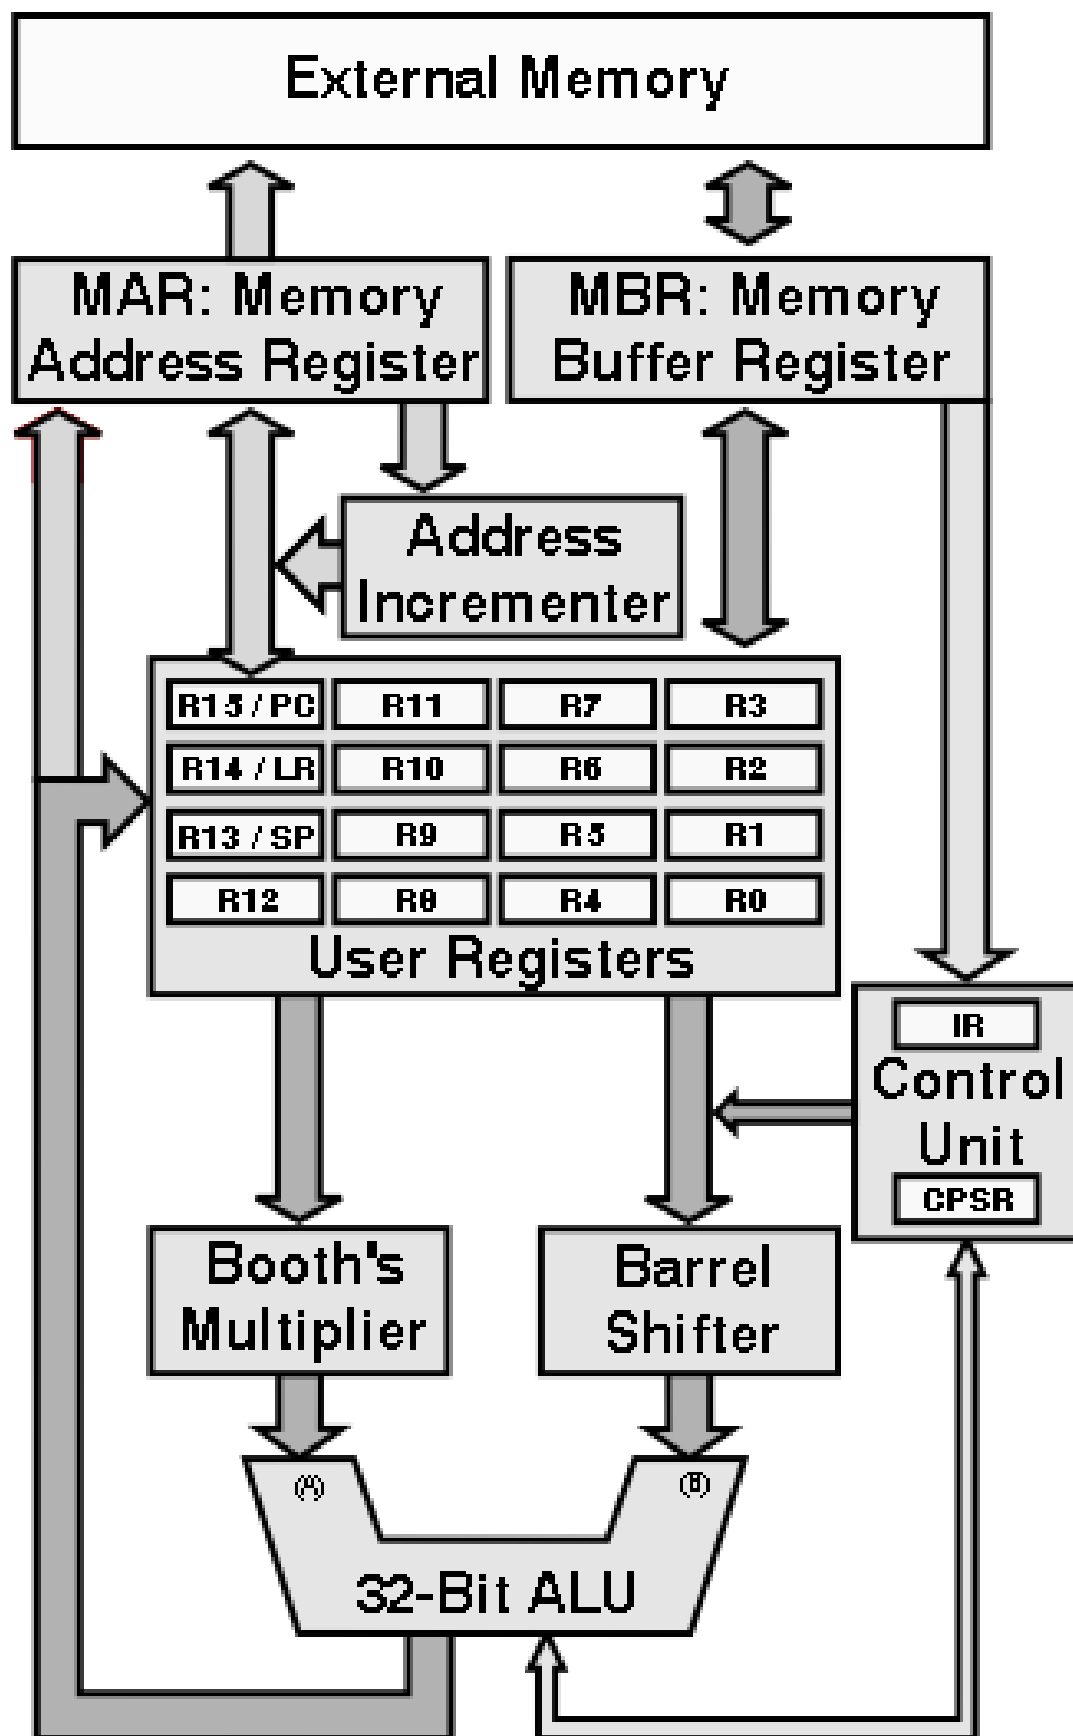 External Memory
MAR: Memory
Address Register
MBR: Memory
Buffer Register
Address
Incrementer
R15 / PC
R11
R7
R3
R14 / LR
R10
R6
R2
R13 / SP
R9
R5
R1
R12
R8
R4
R0
User Registers
IR
Control
Unit
CPSR
Booth's
Multiplier
Barrel
Shifter
(A)
(B)
32-Bit ALU